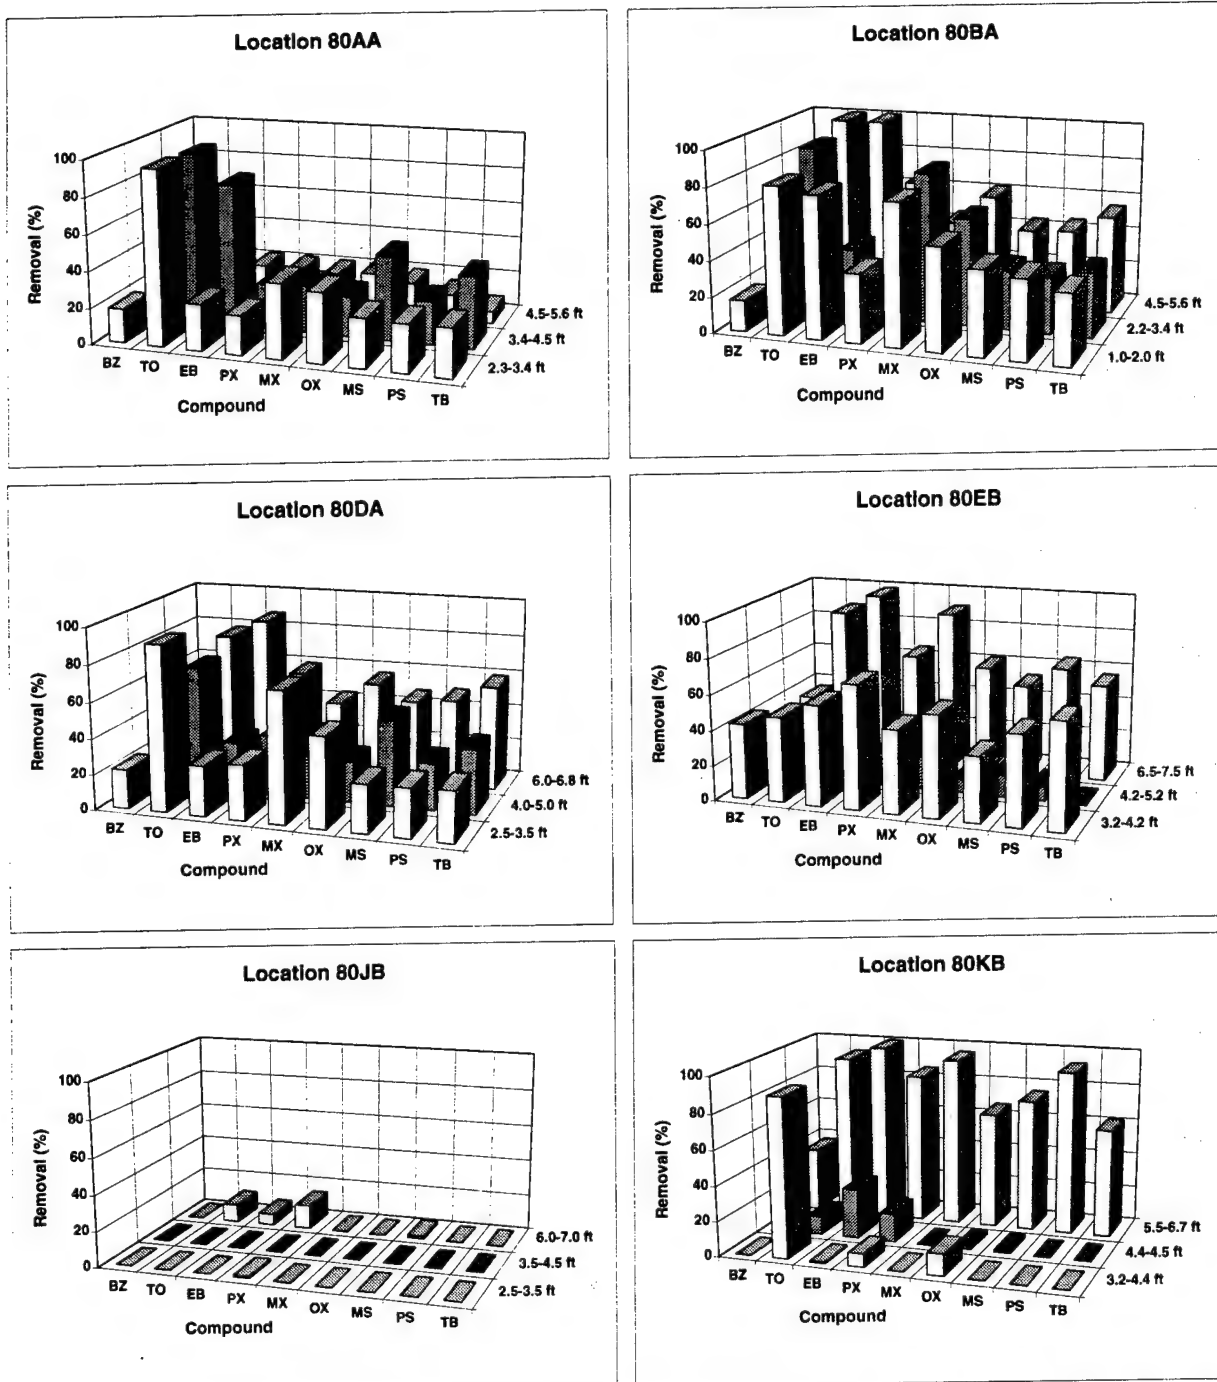 Location 80AA
100
80
60
40
20
0
Removal (%)
BZ TO EB PX MX OX MS PS TB
Compound
4.5-5.6 ft
3.4-4.5 ft
2.3-3.4 ft
Location 80BA
100
80
60
40
20
0
Removal (%)
BZ TO EB PX MX OX MS PS TB
Compound
4.5-5.6 ft
2.2-3.4 ft
1.0-2.0 ft
Location 80DA
100
80
60
40
20
0
Removal (%)
BZ TO EB PX MX OX MS PS TB
Compound
6.0-6.8 ft
4.0-5.0 ft
2.5-3.5 ft
Location 80EB
100
80
60
40
20
0
Removal (%)
BZ TO EB PX MX OX MS PS TB
Compound
6.5-7.5 ft
4.2-5.2 ft
3.2-4.2 ft
Location 80JB
100
80
60
40
20
0
Removal (%)
BZ TO EB PX MX OX MS PS TB
Compound
6.0-7.0 ft
3.5-4.5 ft
2.5-3.5 ft
Location 80KB
100
80
60
40
20
0
Removal (%)
BZ TO EB PX MX OX MS PS TB
Compound
5.5-6.7 ft
4.4-4.5 ft
3.2-4.4 ft